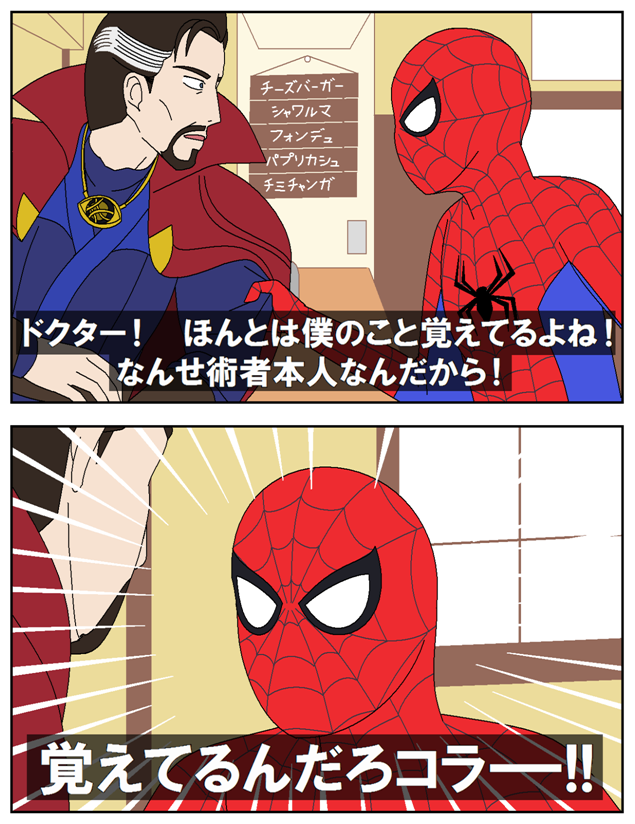 チーズバーガー
シャワルマ
フォンデュ
パプリカシュ
チミチャンガ
ドクター！　ほんとは僕のこと覚えてるよね！
なんせ術者本人なんだから！
覚えてるんだろコラーー!!